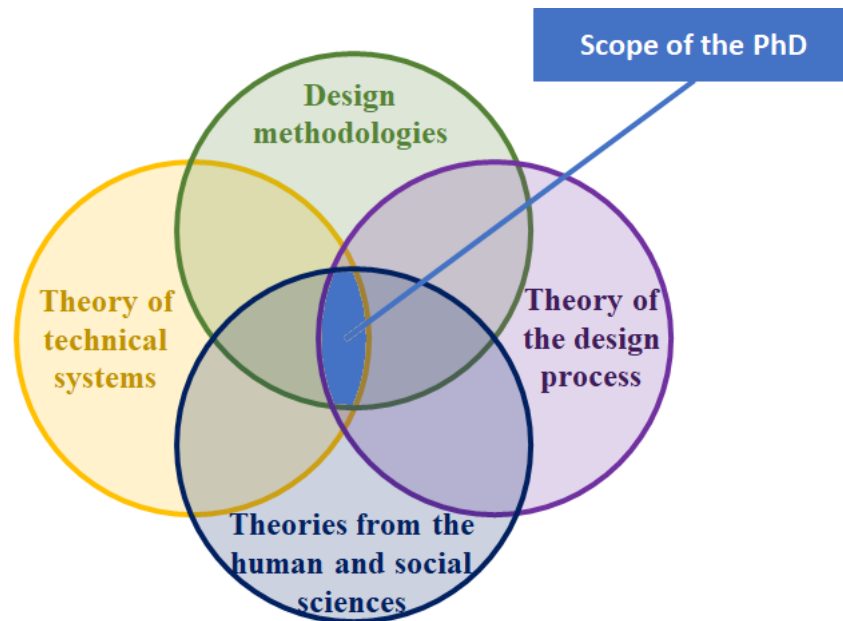 Scope of the PhD
Design
methodologies
Theory of
technical
systems
Theory of
the design
process
Theories from the
human and social
sciences